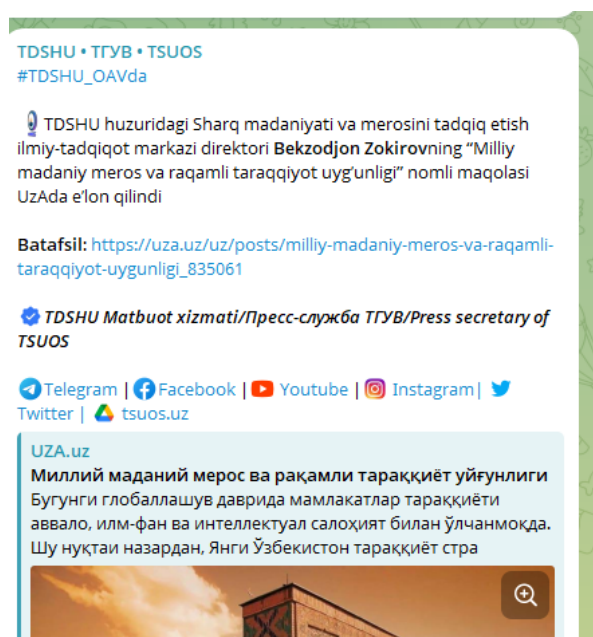 TDSHU • ТГУВ • TSUOS
#TDSHU_OAVda
TDSHU huzuridagi Sharq madaniyati va merosini tadqiq etish
ilmiy-tadqiqot markazi direktori Bekzodjon Zokirovning “Milliy
madaniy meros va raqamli taraqqiyot uyg’unligi” nomli maqolasi
UzAda e’lon qilindi
Batafsil: https://uza.uz/uz/posts/milliy-madaniy-meros-va-raqamli-
taraqqiyot-uygunligi_835061
TDSHU Matbuot xizmati/Пресс-служба ТГУВ/Press secretary of
TSUOS
Telegram | Facebook | Youtube | Instagram|
Twitter | tsuos.uz
UZA.uz
Миллий маданий мерос ва рақамли тараққиёт уйғунлиги
Бугунги глобаллашув даврида мамлакатлар тараққиёти
аввало, илм-фан ва интеллектуал салоҳият билан ўлчанмоқда.
Шу нуқтаи назардан, Янги Ўзбекистон тараққиёт стра